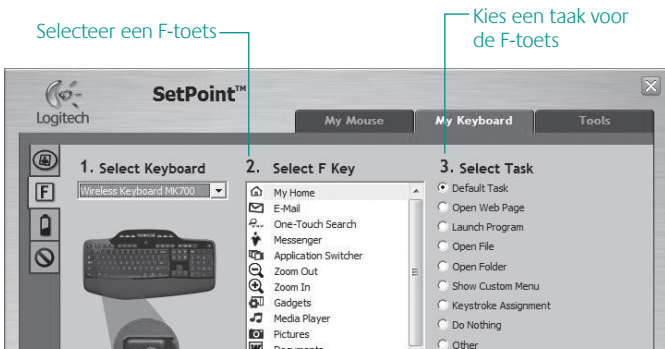 Selecteer een F-toets
Kies een taak voor
de F-toets
Logitech
SetPoint™
My Mouse
My Keyboard
Tools
1. Select Keyboard
Wireless Keyboard MK700
F
2. Select F Key
My Home
E-Mail
One-Touch Search
Messenger
Application Switcher
Zoom Out
Zoom In
Gadgets
Media Player
Pictures
Documents
3. Select Task
Default Task
Open Web Page
Launch Program
Open File
Open Folder
Show Custom Menu
Keystroke Assignment
Do Nothing
Other